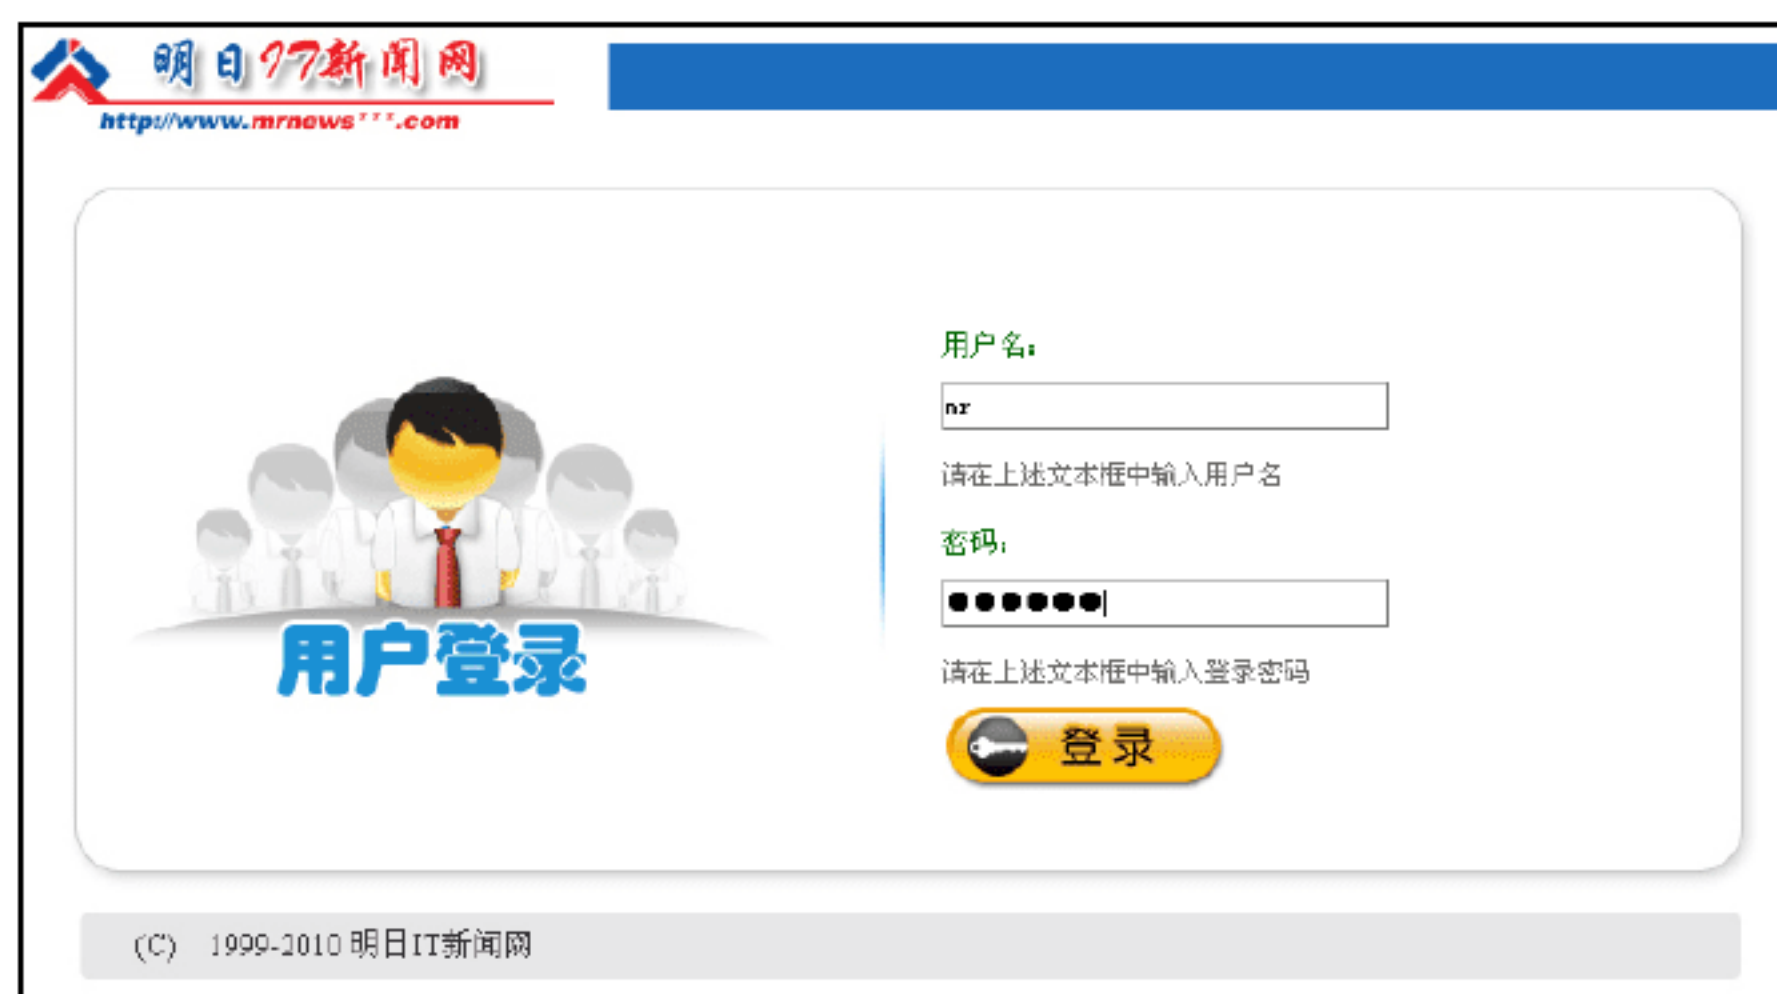 明日IT新闻网
http://www.mrnews***.com
用户名：
nr
请在上述文本框中输入用户名
密码：
●●●●●●
请在上述文本框中输入登录密码
登录
用户登录
(C) 1999-2010 明日IT新闻网